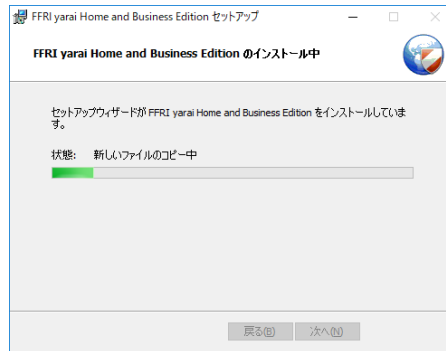 FFRI yarai Home and Business Edition セットアップ
FFRI yarai Home and Business Edition のインストール中
セットアップウィザードが FFRI yarai Home and Business Edition をインストールしていま
す。
状態: 新しいファイルのコピー中
戻る(B) 次へ(N)